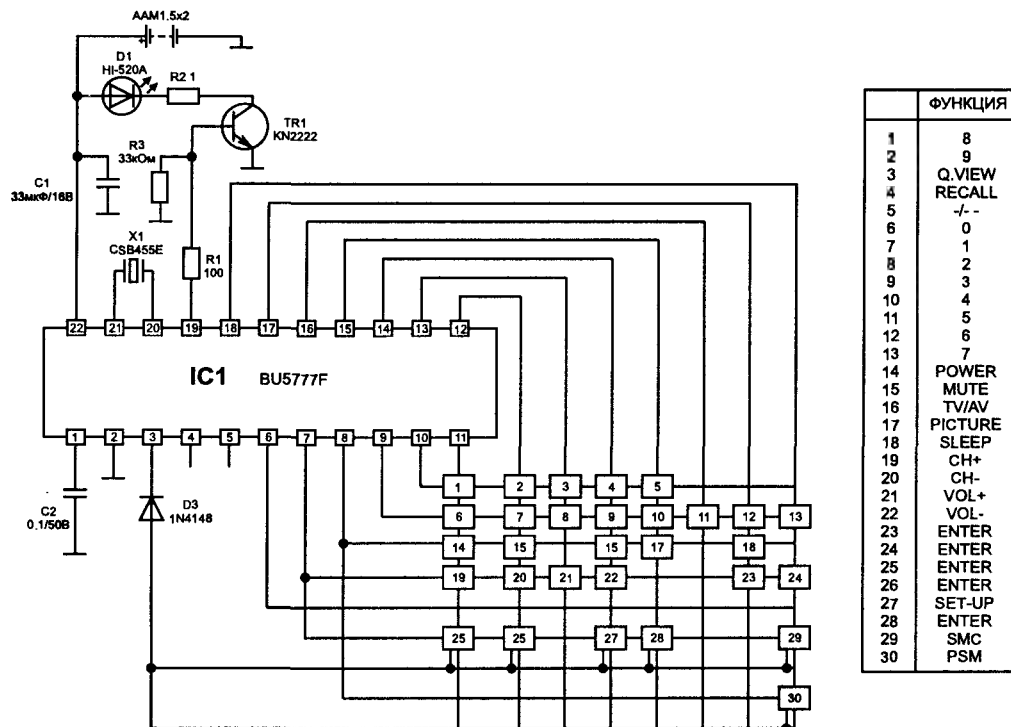 AAM1.5x2
D1
HI-520A
R2 1
TR1
KN2222
R3
33кОм
C1
33мкФ/16В
X1
CSB455E
R1
100
22 21 20 19 18 17 16 15 14 13 12
IC1 BU5777F
1 2 3 4 5 6 7 8 9 10 11
C2
0,1/50В
D3
1N4148
1 2 3 4 5
6 7 8 9 10 11 12 13
14 15 15 17 18
19 20 21 22 23 24
25 25 27 28 29
30
ФУНКЦИЯ
1 8
2 9
3 Q.VIEW
4 RECALL
5 -/--
6 0
7 1
8 2
9 3
10 4
11 5
12 6
13 7
14 POWER
15 MUTE
16 TV/AV
17 PICTURE
18 SLEEP
19 CH+
20 CH-
21 VOL+
22 VOL-
23 ENTER
24 ENTER
25 ENTER
26 ENTER
27 SET-UP
28 ENTER
29 SMC
30 PSM